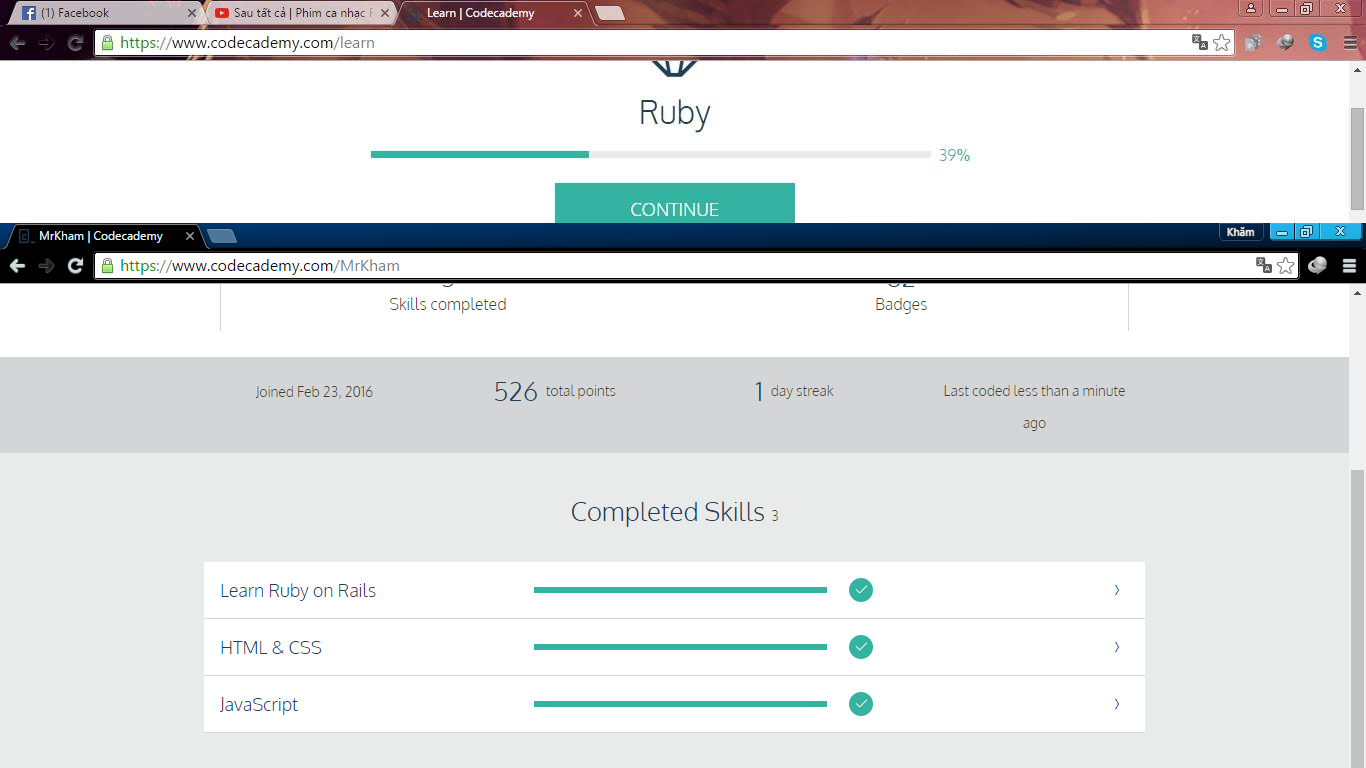 (1) Facebook
Sau tất cả | Phim ca nhạc
Learn | Codecademy
https://www.codecademy.com/learn
Ruby
39%
CONTINUE
MrKham | Codecademy
Khăm
https://www.codecademy.com/MrKham
Skills completed
Badges
Joined Feb 23, 2016
526 total points
1 day streak
Last coded less than a minute
ago
Completed Skills 3
Learn Ruby on Rails
HTML & CSS
JavaScript